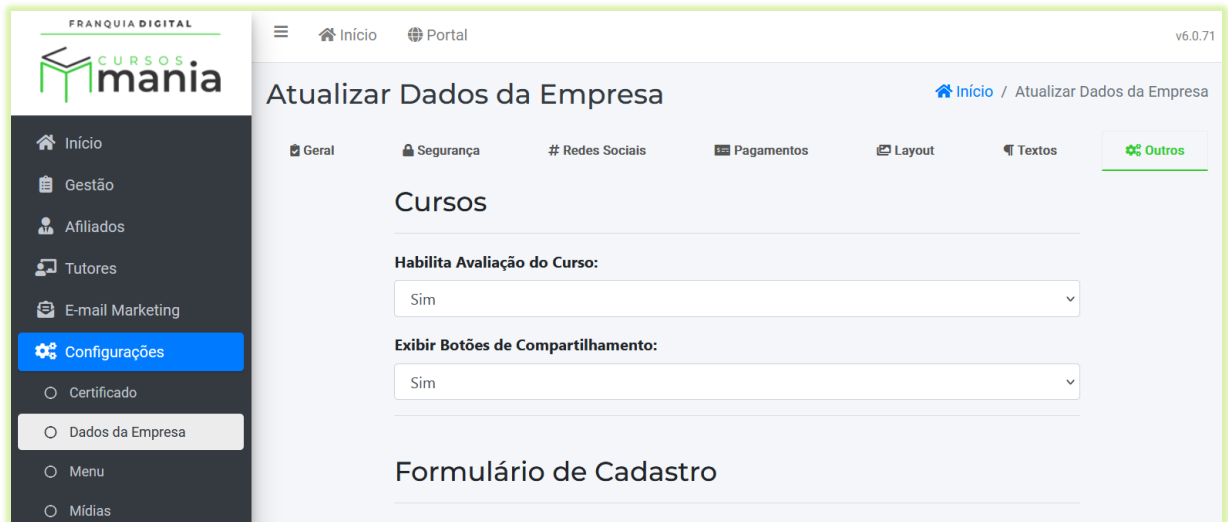 FRANQUIA DIGITAL
CURSOS
mania
Início
Portal
v6.0.71
Atualizar Dados da Empresa
Início / Atualizar Dados da Empresa
Início
Gestão
Afiliados
Tutores
E-mail Marketing
Configurações
Certificado
Dados da Empresa
Menu
Mídias
Geral
Segurança
# Redes Sociais
Pagamentos
Layout
¶ Textos
Outros
Cursos
Habilita Avaliação do Curso:
Sim
Exibir Botões de Compartilhamento:
Sim
Formulário de Cadastro